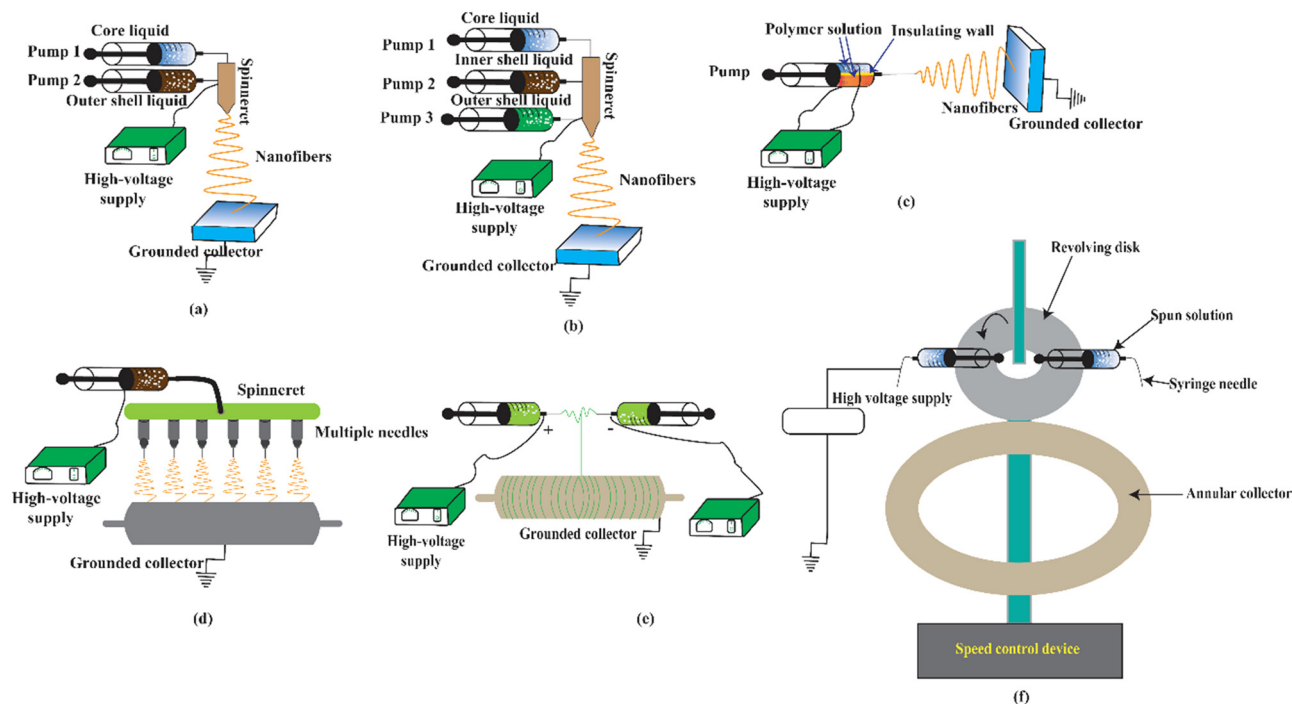 Core liquid
Pump 1
Pump 2
Outer shell liquid
Spinneret
Nanofibers
High-voltage
supply
Grounded collector
(a)
Core liquid
Pump 1
Inner shell liquid
Pump 2
Outer shell liquid
Pump 3
Spinneret
Nanofibers
High-voltage
supply
Grounded collector
(b)
Polymer solution
Insulating wall
Pump
Nanofibers
Grounded collector
High-voltage
supply
(c)
Spinneret
Multiple needles
High-voltage
supply
Grounded collector
(d)
+
-
High-voltage
supply
Grounded collector
(e)
Revolving disk
Spun solution
High voltage supply
Syringe needle
Annular collector
Speed control device
(f)